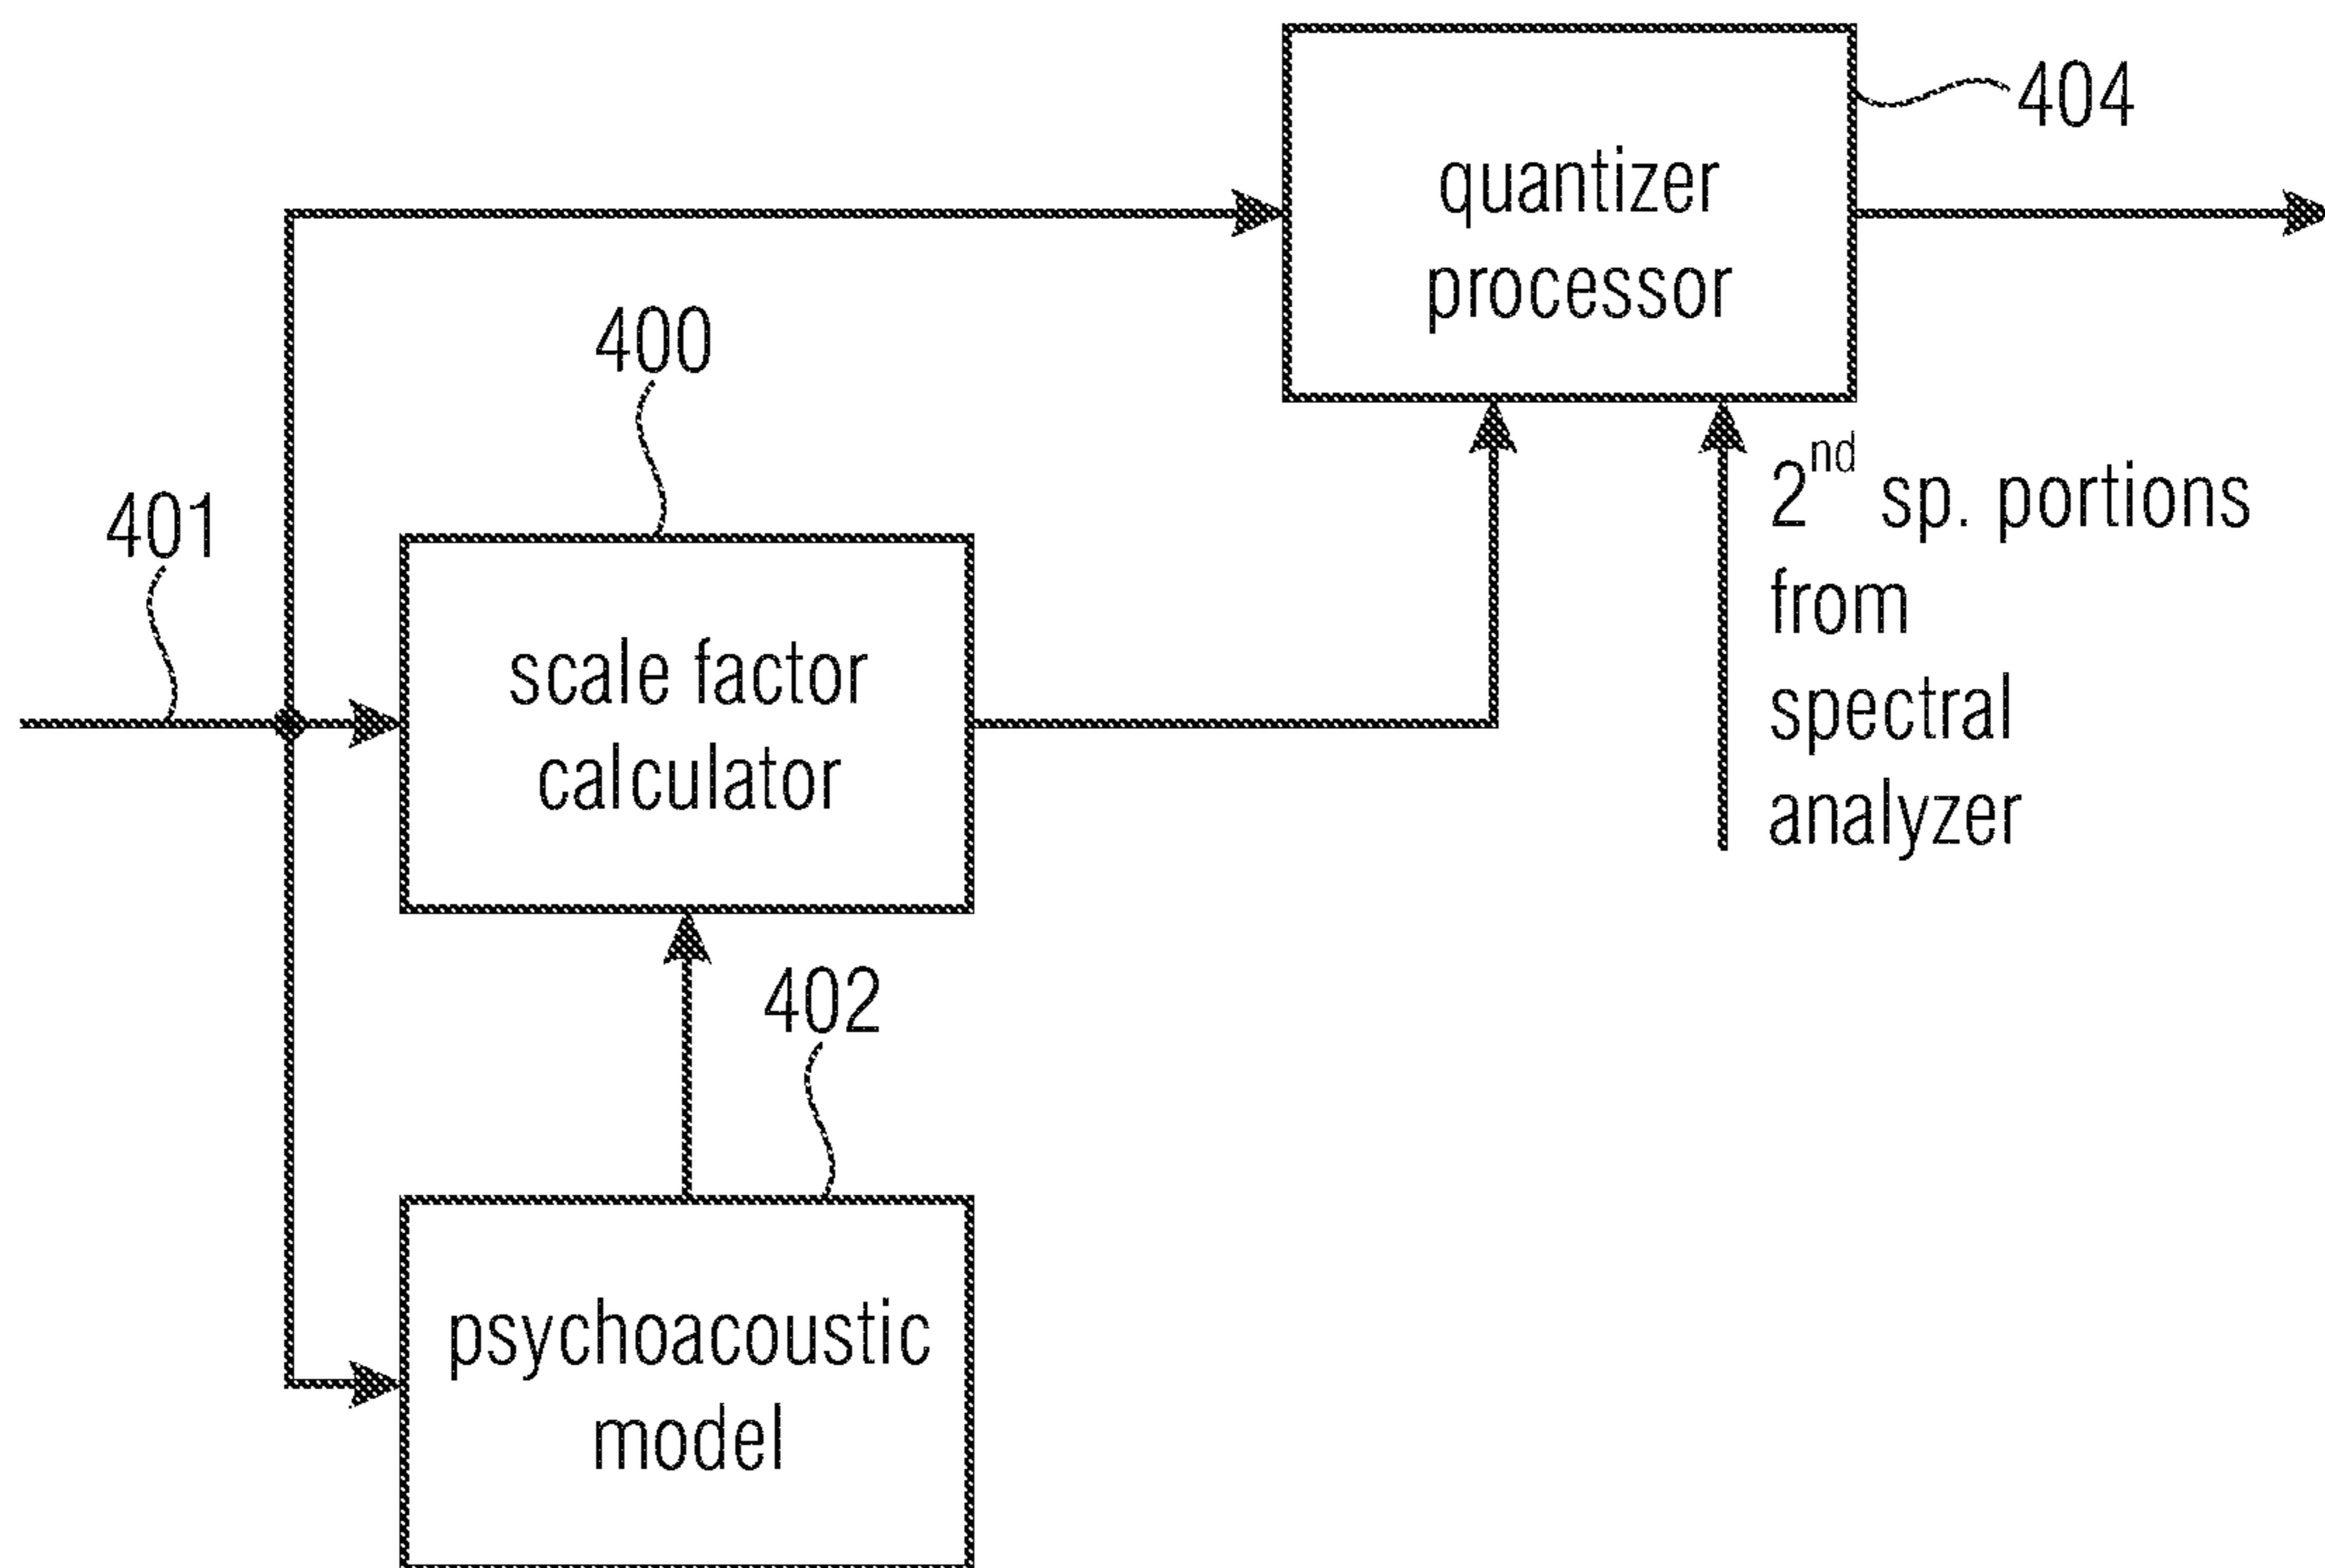 404
quantizer
processor
400
2nd sp. portions
from
spectral
analyzer
401
scale factor
calculator
402
psychoacoustic
model